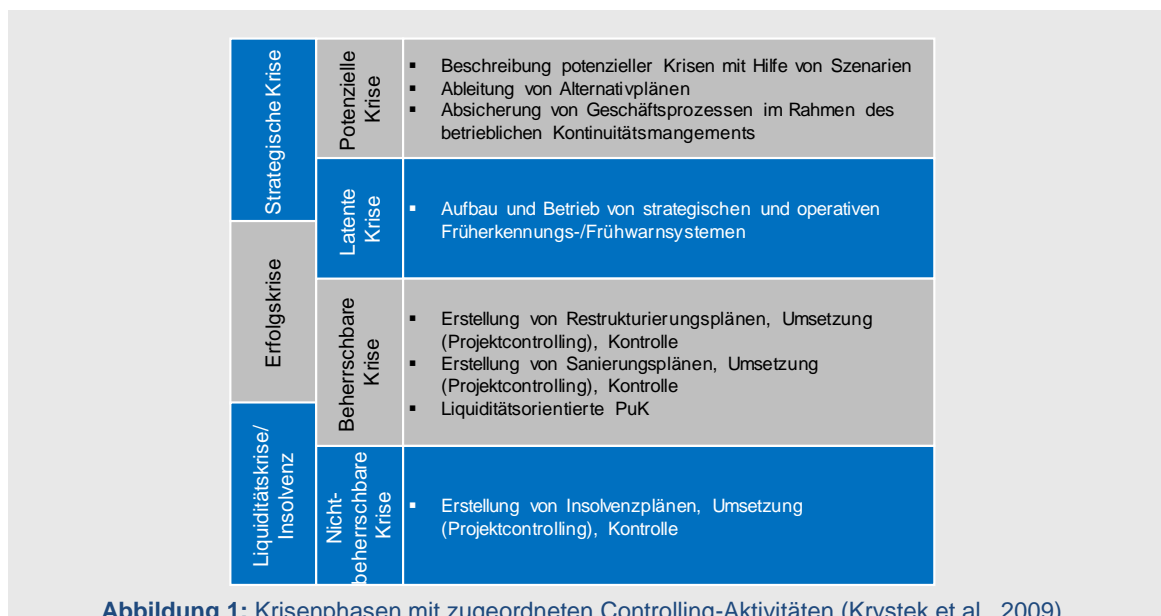 Strategische Krise
Potenzielle
Krise
▪ Beschreibung potenzieller Krisen mit Hilfe von Szenarien
▪ Ableitung von Alternativplänen
▪ Absicherung von Geschäftsprozessen im Rahmen des
betrieblichen Kontinuitätsmangements
Latente
Krise
▪ Aufbau und Betrieb von strategischen und operativen
Früherkennungs-/Frühwarnsystemen
Erfolgskrise
Beherrschbare
Krise
▪ Erstellung von Restrukturierungsplänen, Umsetzung
(Projektcontrolling), Kontrolle
▪ Erstellung von Sanierungsplänen, Umsetzung
(Projektcontrolling), Kontrolle
▪ Liquiditätsorientierte PuK
Liquiditätskrise/
Insolvenz
Nicht-
beherrschbare
Krise
▪ Erstellung von Insolvenzplänen, Umsetzung
(Projektcontrolling), Kontrolle
Abbildung 1: Krisenphasen mit zugeordneten Controlling-Aktivitäten (Krystek et al., 2009)